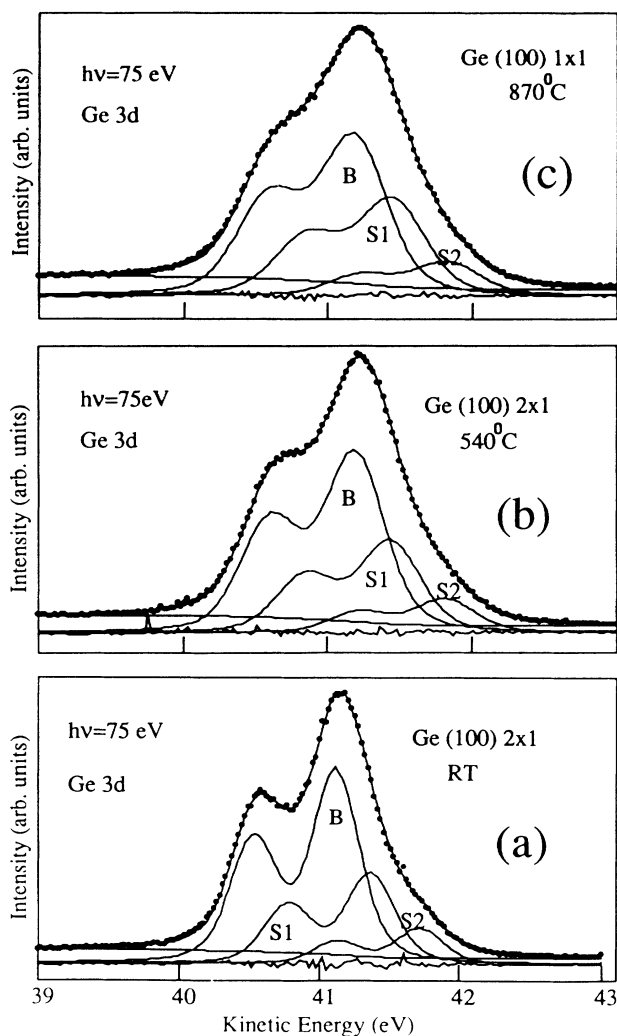 Intensity (arb. units)
hν=75 eV
Ge 3d
Ge (100) 1x1
870⁰C
B
S1
S2
(c)
Intensity (arb. units)
hν=75eV
Ge 3d
Ge (100) 2x1
540⁰C
B
S1
S2
(b)
Intensity (arb. units)
hν=75 eV
Ge 3d
Ge (100) 2x1
RT
B
S1
S2
(a)
39 40 41 42 43
Kinetic Energy (eV)